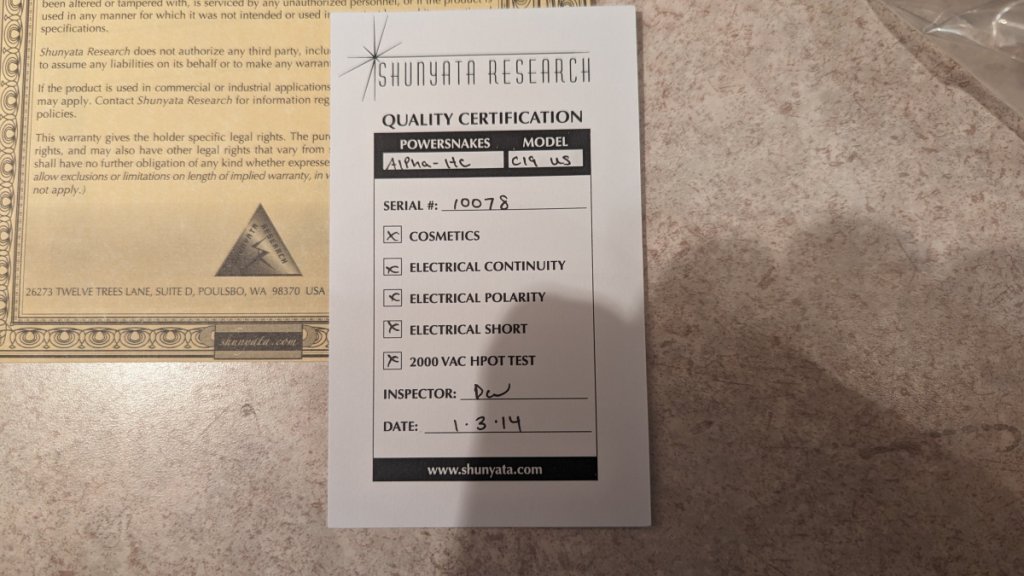 been altered or tampered with, is serviced by any unauthorized personnel, or if the product is
used in any manner for which it was not intended or used i
specifications.
Shunyata Research does not authorize any third party, inclu
to assume any liabilities on its behalf or to make any warran
If the product is used in commercial or industrial applications
may apply. Contact Shunyata Research for information reg
policies.
This warranty gives the holder specific legal rights. The pur
rights, and may also have other legal rights that vary from
shall have no further obligation of any kind whether expresse
allow exclusions or limitations on length of implied warranty, in
not apply.)
SHUNYATA RESEARCH
26273 TWELVE TREES LANE, SUITE D, POULSBO, WA 98370 USA
shunyata.com
SHUNYATA RESEARCH
QUALITY CERTIFICATION
POWERSNAKES MODEL
Alpha-HC C19 US
SERIAL #: 10078
COSMETICS
ELECTRICAL CONTINUITY
ELECTRICAL POLARITY
ELECTRICAL SHORT
2000 VAC HPOT TEST
INSPECTOR: DW
DATE: 1.3.14
www.shunyata.com